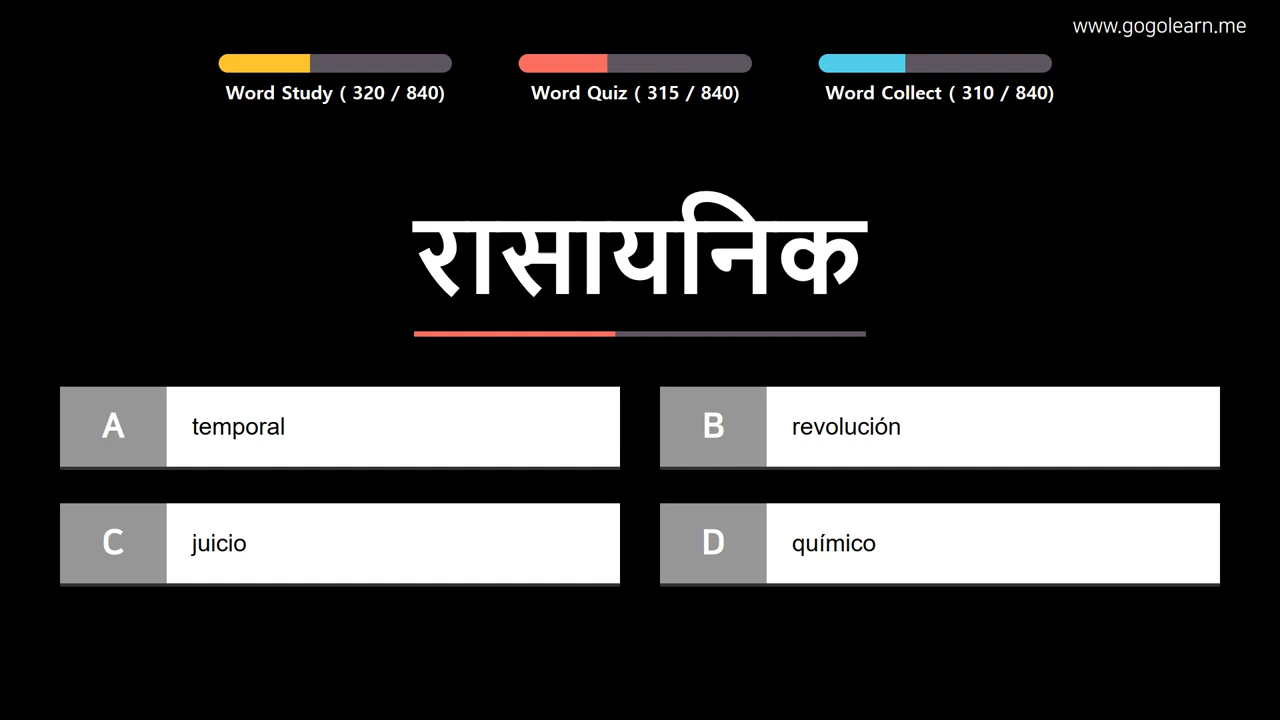 www.gogolearn.me
Word Study ( 320 / 840)
Word Quiz ( 315 / 840)
Word Collect ( 310 / 840)
रासायनिक
A temporal
B revolución
C juicio
D químico